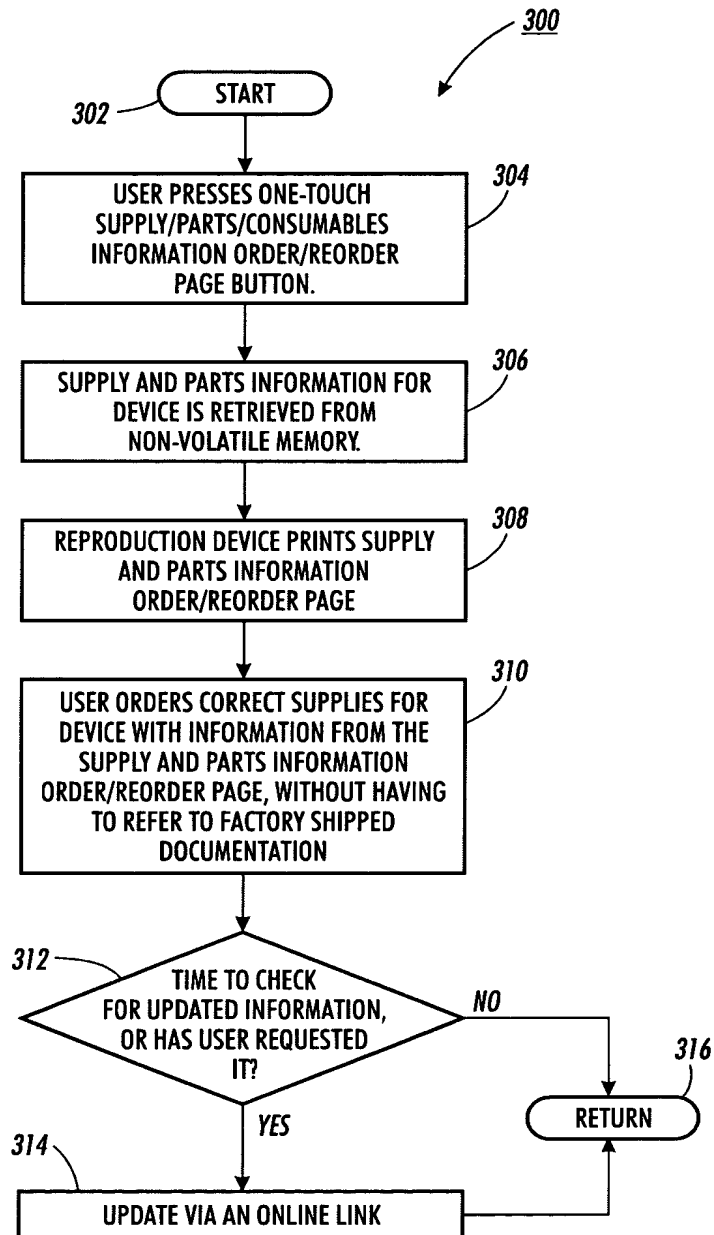 300
START
302
304
USER PRESSES ONE-TOUCH
SUPPLY/PARTS/CONSUMABLES
INFORMATION ORDER/REORDER
PAGE BUTTON.
306
SUPPLY AND PARTS INFORMATION FOR
DEVICE IS RETRIEVED FROM
NON-VOLATILE MEMORY.
308
REPRODUCTION DEVICE PRINTS SUPPLY
AND PARTS INFORMATION
ORDER/REORDER PAGE
310
USER ORDERS CORRECT SUPPLIES FOR
DEVICE WITH INFORMATION FROM THE
SUPPLY AND PARTS INFORMATION
ORDER/REORDER PAGE, WITHOUT HAVING
TO REFER TO FACTORY SHIPPED
DOCUMENTATION
312
TIME TO CHECK
FOR UPDATED INFORMATION,
OR HAS USER REQUESTED
IT?
NO
316
RETURN
YES
314
UPDATE VIA AN ONLINE LINK